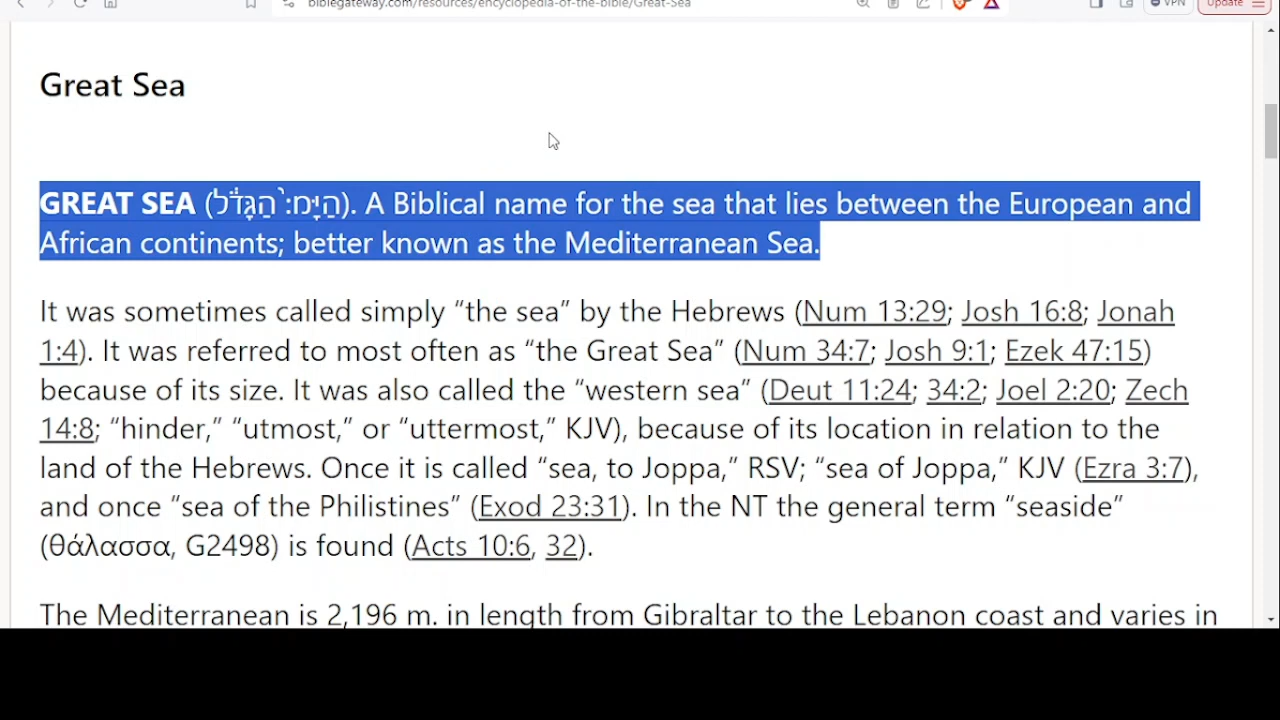 biblegateway.com/resources/encyclopedia-of-the-bible/Great-Sea
VPN
Update
Great Sea
GREAT SEA (הַיָּמ:֙הַגָּדֹ֔ל). A Biblical name for the sea that lies between the European and
African continents; better known as the Mediterranean Sea.
It was sometimes called simply “the sea” by the Hebrews (Num 13:29; Josh 16:8; Jonah
1:4). It was referred to most often as “the Great Sea” (Num 34:7; Josh 9:1; Ezek 47:15)
because of its size. It was also called the “western sea” (Deut 11:24; 34:2; Joel 2:20; Zech
14:8; “hinder,” “utmost,” or “uttermost,” KJV), because of its location in relation to the
land of the Hebrews. Once it is called “sea, to Joppa,” RSV; “sea of Joppa,” KJV (Ezra 3:7),
and once “sea of the Philistines” (Exod 23:31). In the NT the general term “seaside”
(θάλασσα, G2498) is found (Acts 10:6, 32).
The Mediterranean is 2,196 m. in length from Gibraltar to the Lebanon coast and varies in